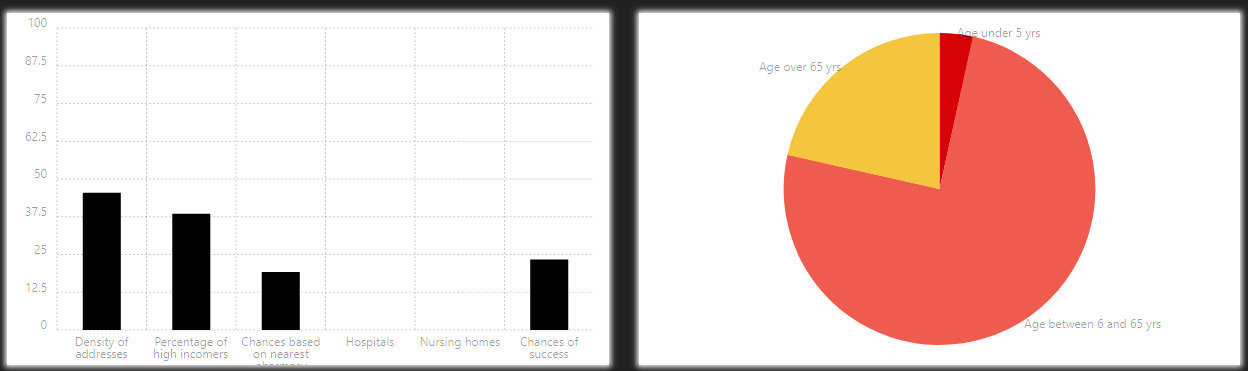 100
87.5
75
62.5
50
37.5
25
12.5
0
Density of
addresses
Percentage of
high incomers
Chances based
on nearest
pharmacy
Hospitals
Nursing homes
Chances of
success
Age under 5 yrs
Age over 65 yrs
Age between 6 and 65 yrs